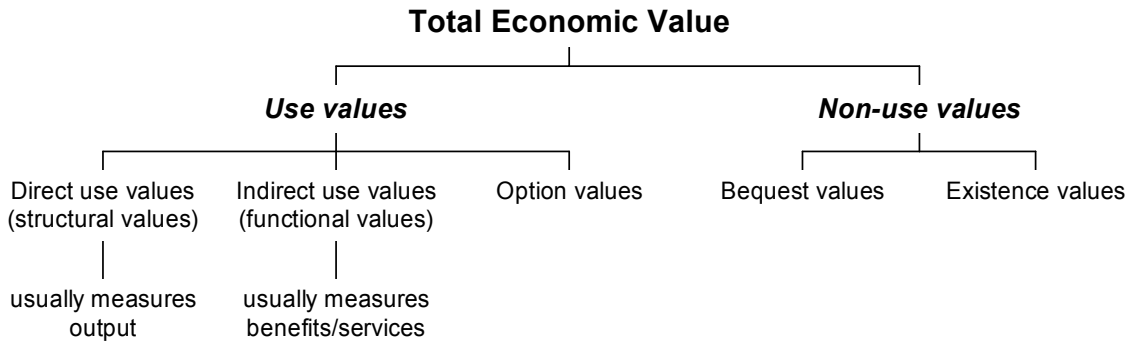 Total Economic Value
Use values
Non-use values
Direct use values
(structural values)
Indirect use values
(functional values)
Option values
Bequest values
Existence values
usually measures
output
usually measures
benefits/services